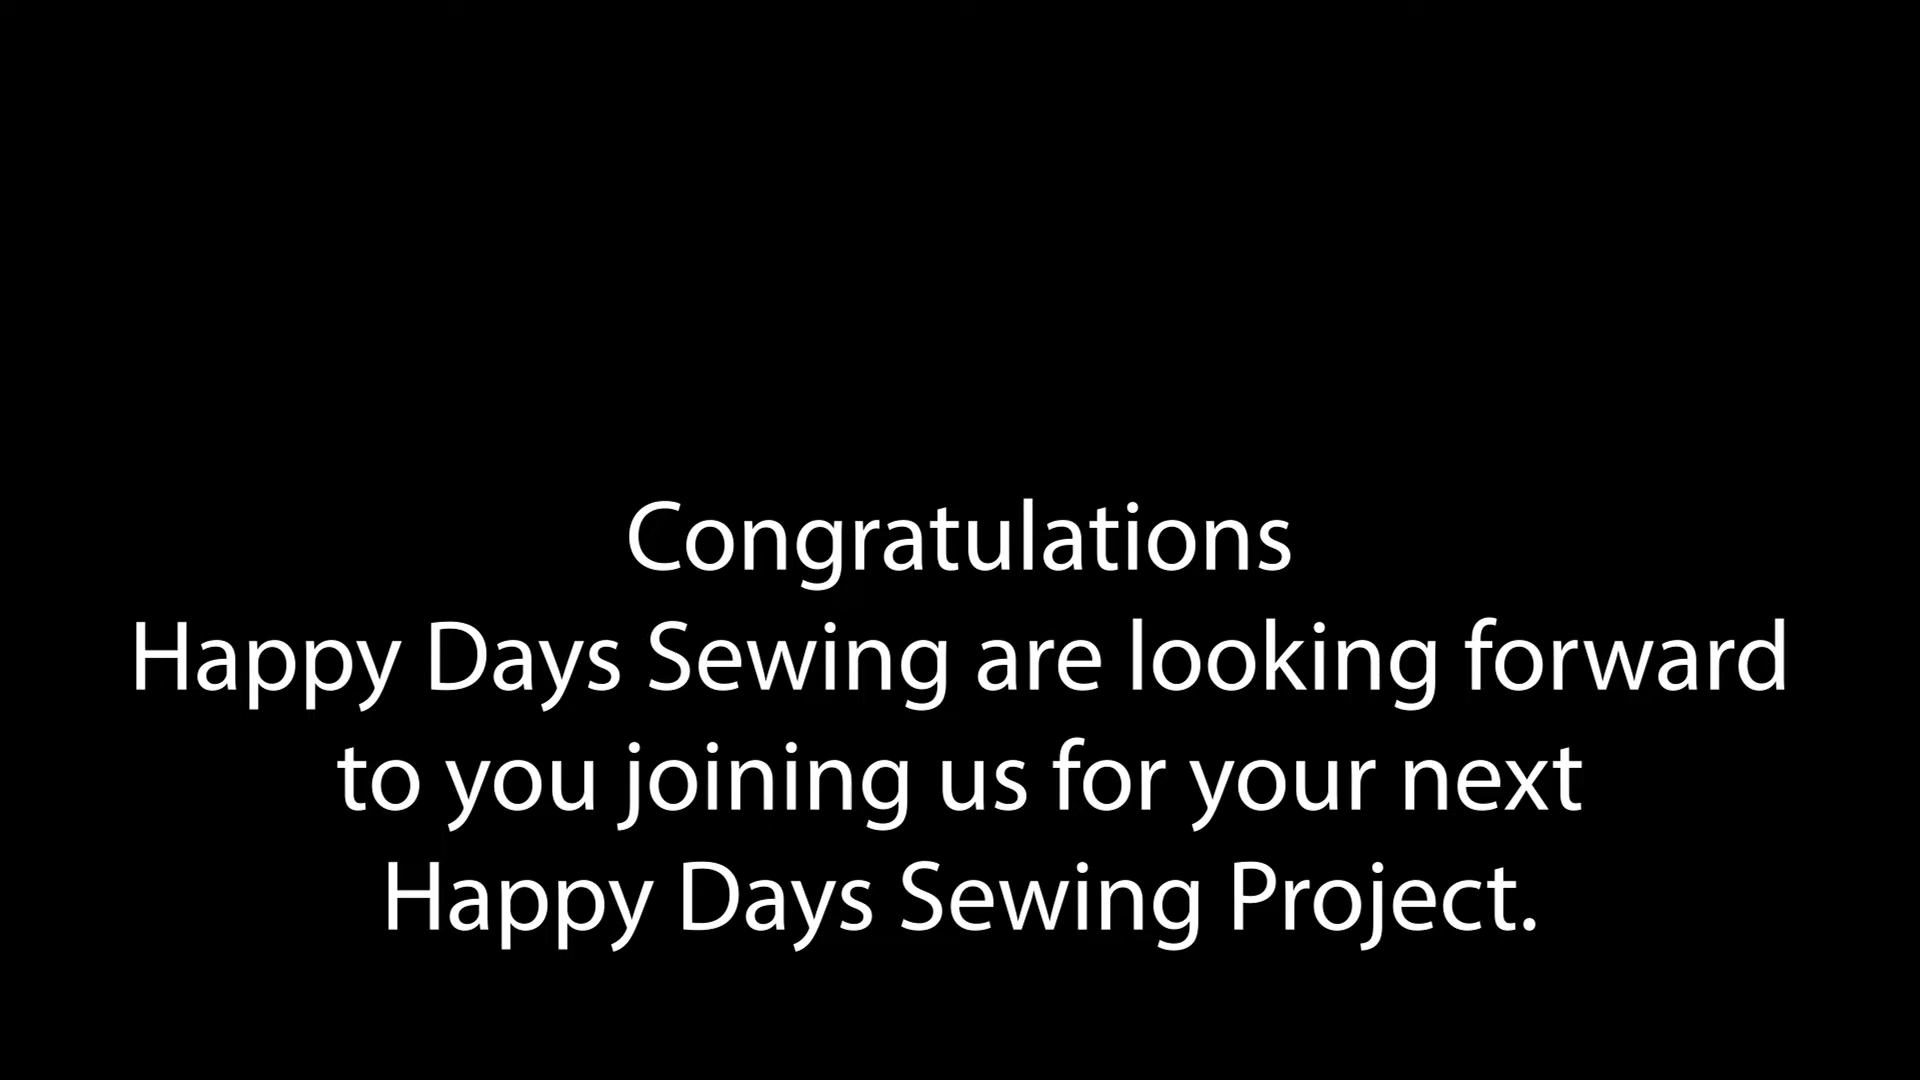 Congratulations
Happy Days Sewing are looking forward
to you joining us for your next
Happy Days Sewing Project.